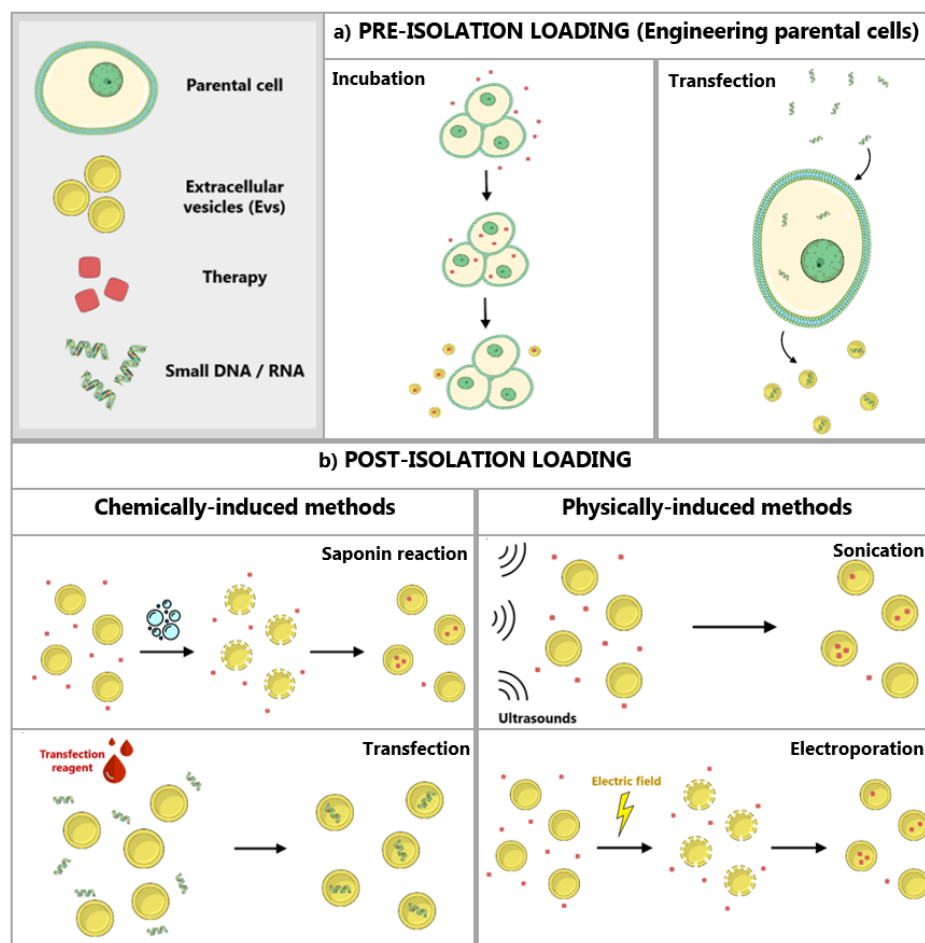 Parental cell
Extracellular
vesicles (Evs)
Therapy
Small DNA / RNA
a) PRE-ISOLATION LOADING (Engineering parental cells)
Incubation
Transfection
b) POST-ISOLATION LOADING
Chemically-induced methods
Physically-induced methods
Saponin reaction
Sonication
Ultrasounds
Transfection
reagent
Transfection
Electroporation
Electric field